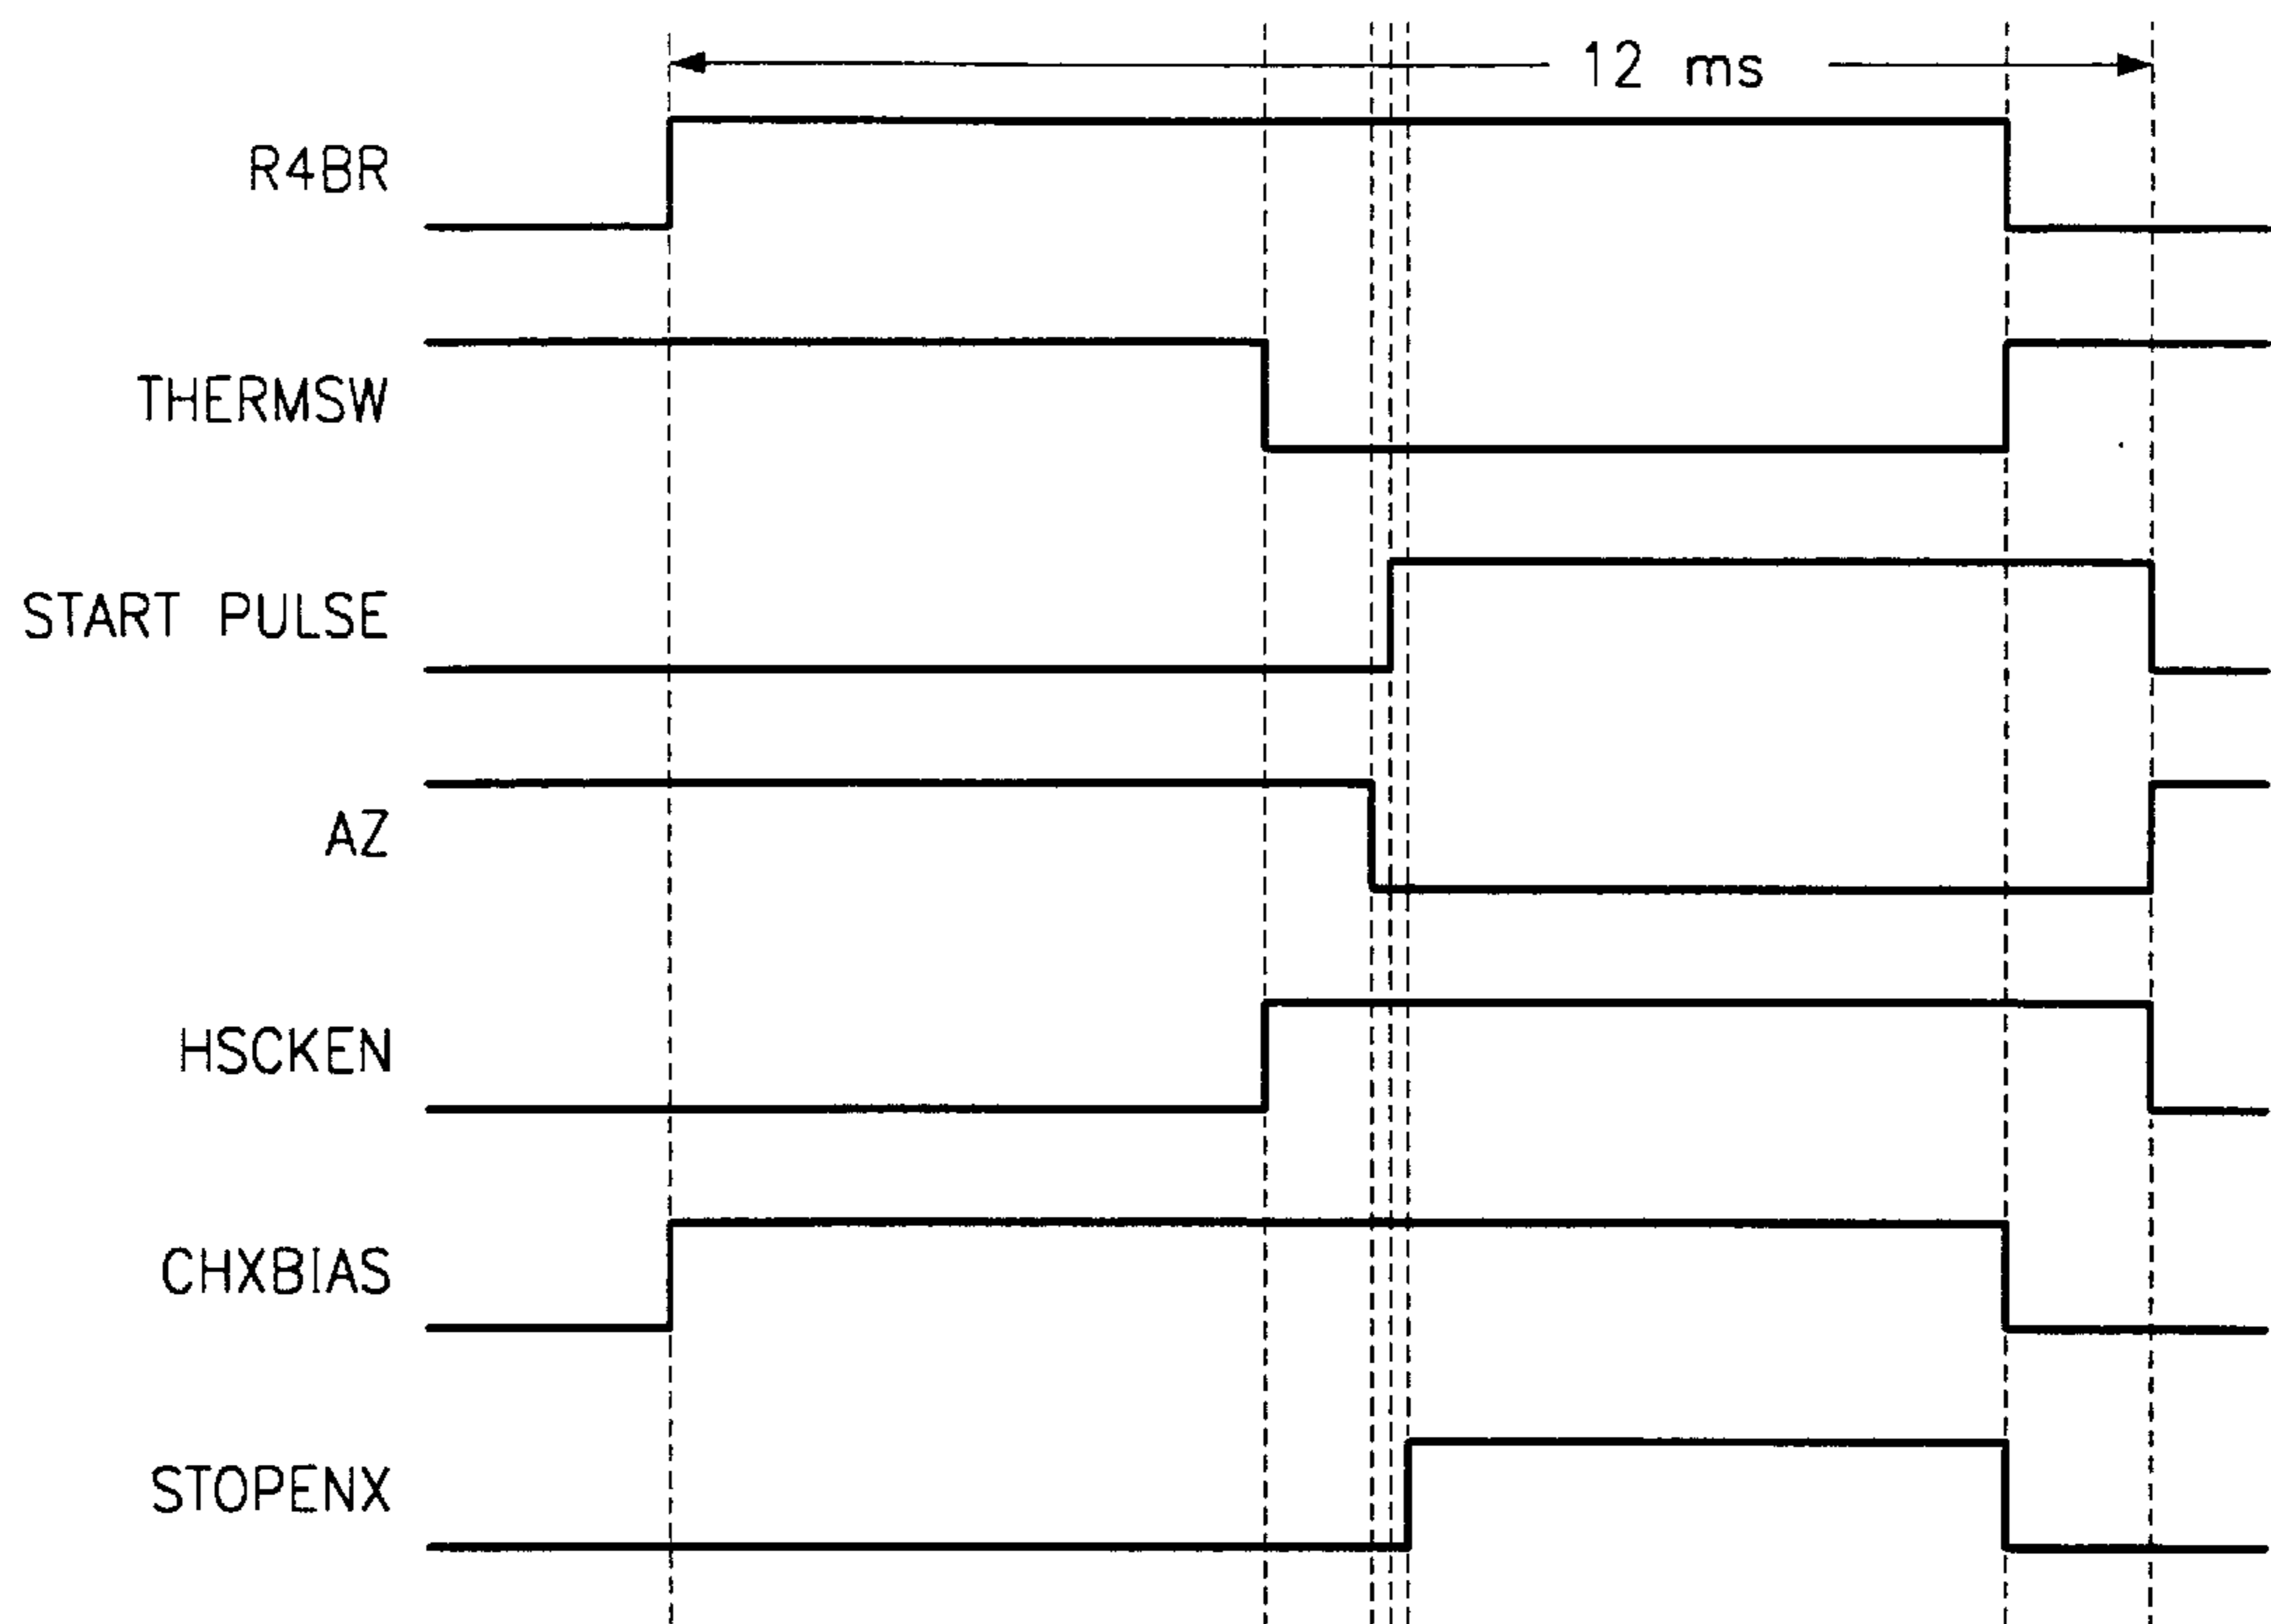 12 ms
R4BR
THERMSW
START PULSE
AZ
HSCKEN
CHXBIAS
STOPENX